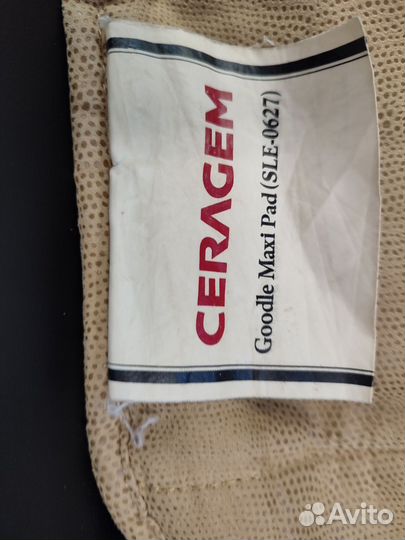 CERAGEM
Goodle Maxi Pad (SLE-0627)
Avito